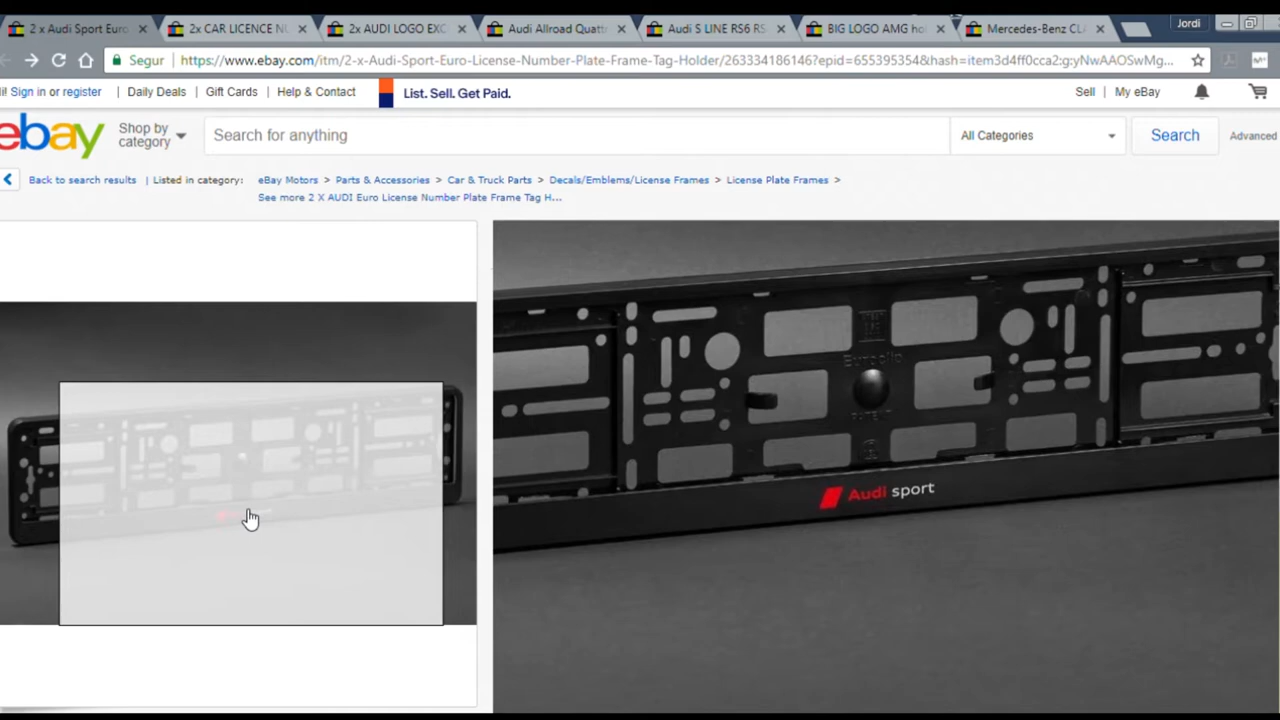 2 x Audi Sport Euro
2x CAR LICENCE NU
2x AUDI LOGO EXC
Audi Allroad Quatt
Audi S LINE RS6 RS
BIG LOGO AMG hol
Mercedes-Benz CLA
Jordi
Segur
https://www.ebay.com/itm/2-x-Audi-Sport-Euro-License-Number-Plate-Frame-Tag-Holder/263334186146?epid=655395354&hash=item3d4ff0cca2:g:yNwAAOSwMg...
i! Sign in or register
Daily Deals
Gift Cards
Help & Contact
List. Sell. Get Paid.
Sell
My eBay
ebay
Shop by
category
Search for anything
All Categories
Search
Advanced
Back to search results
Listed in category:
eBay Motors > Parts & Accessories > Car & Truck Parts > Decals/Emblems/License Frames > License Plate Frames >
See more 2 X AUDI Euro License Number Plate Frame Tag H...
Euroclip
PATENT
Audi sport